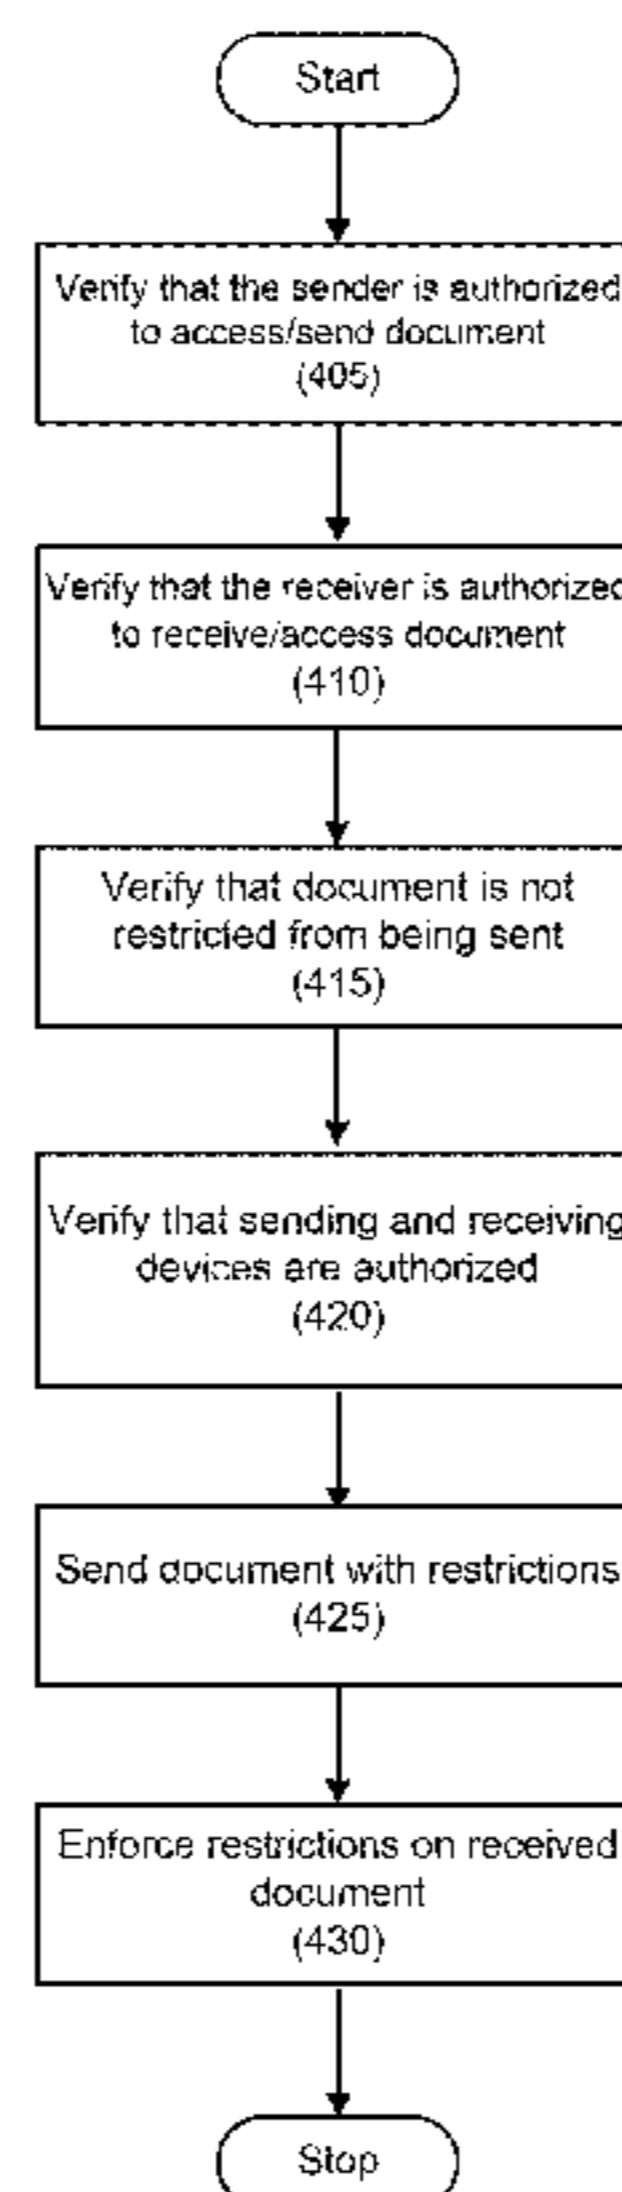 Start
Verify that the sender is authorized
to access/send document
(405)
Verify that the receiver is authorized
to receive/access document
(410)
Verify that document is not
restricted from being sent
(415)
Verify that sending and receiving
devices are authorized
(420)
Send document with restrictions
(425)
Enforce restrictions on received
document
(430)
Stop